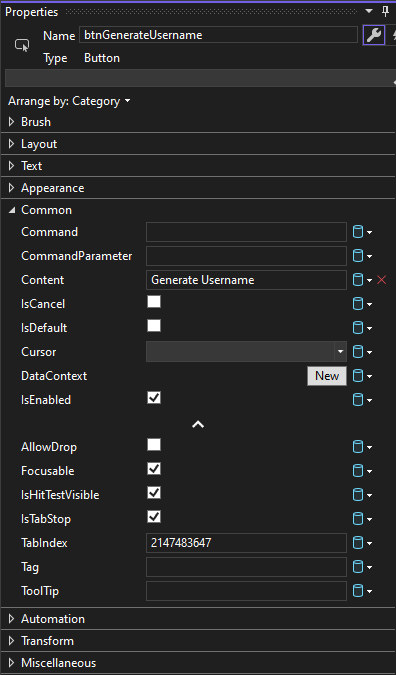 Properties
Name btnGenerateUsername
Type Button
Arrange by: Category
Brush
Layout
Text
Appearance
Common
Command
CommandParameter
Content Generate Username
IsCancel
IsDefault
Cursor
DataContext New
IsEnabled
AllowDrop
Focusable
IsHitTestVisible
IsTabStop
TabIndex 2147483647
Tag
ToolTip
Automation
Transform
Miscellaneous